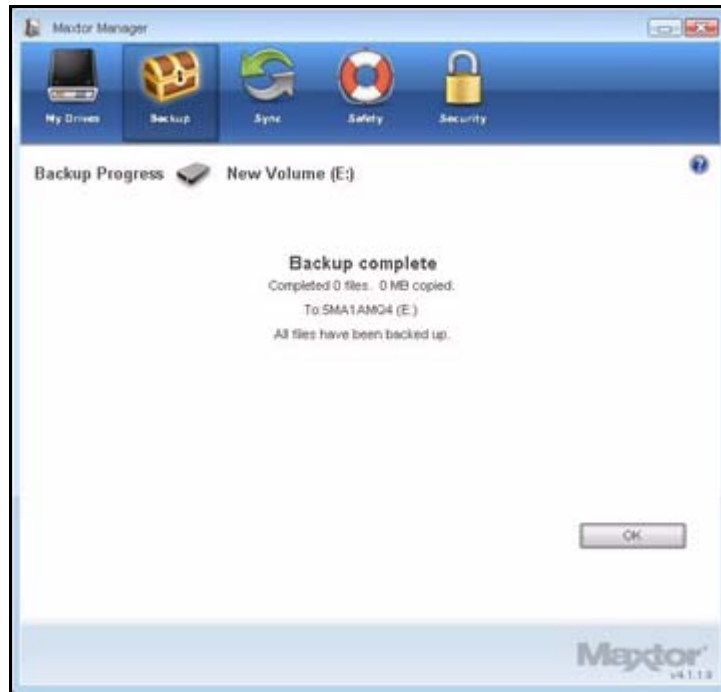 Maxtor Manager
My Drives Backup Sync Safety Security
Backup Progress New Volume (E:)
Backup complete
Completed 0 files. 0 MB copied.
To:5MA1AMQ4 (E:)
All files have been backed up.
OK
Maxtor